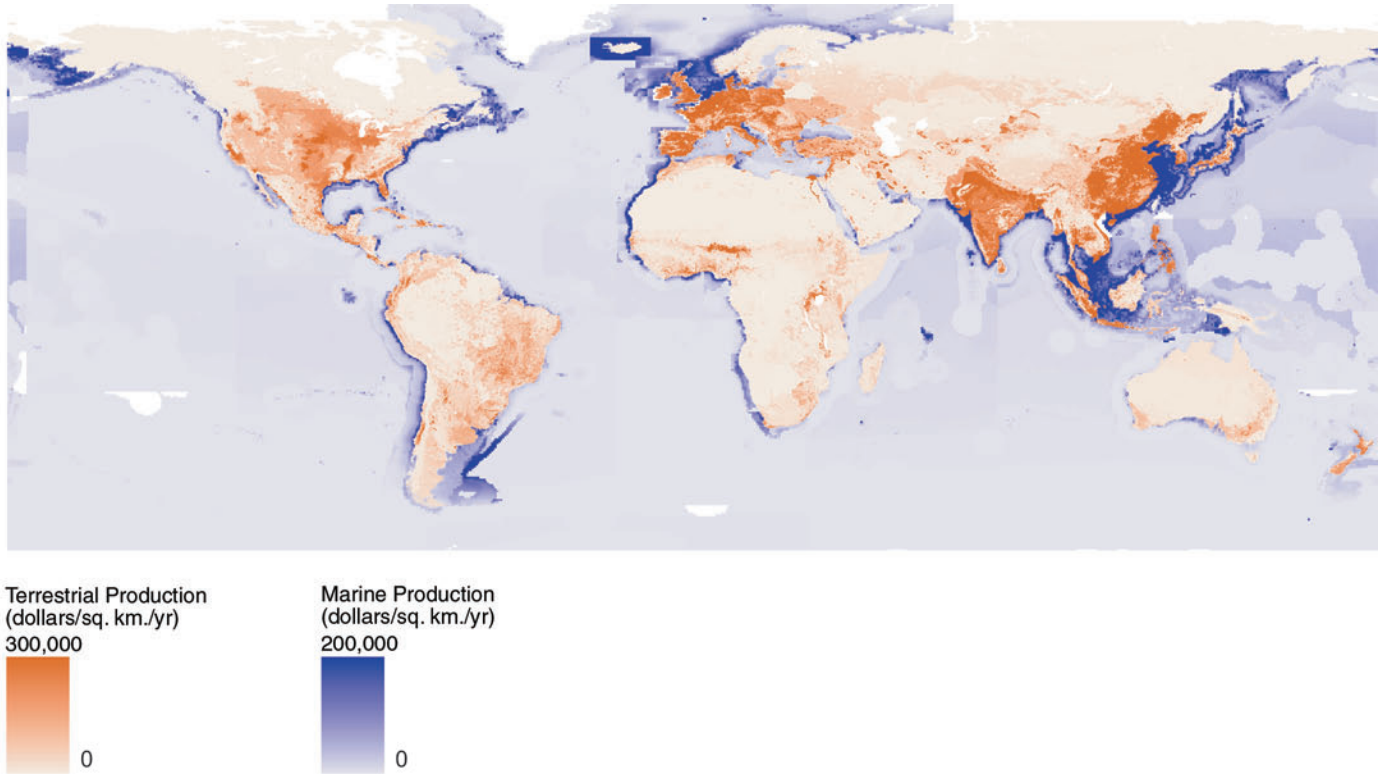 Terrestrial Production
(dollars/sq. km./yr)
300,000
0
Marine Production
(dollars/sq. km./yr)
200,000
0